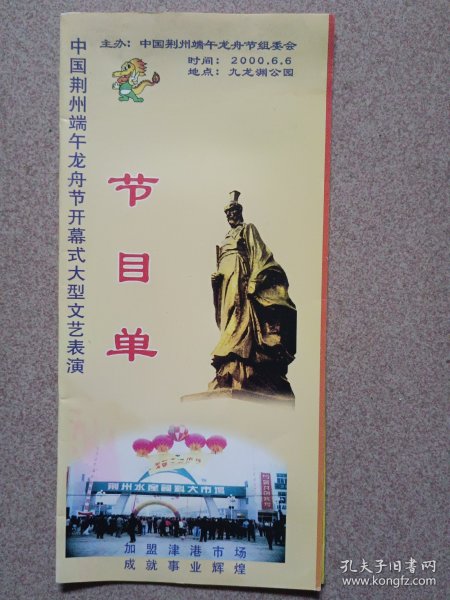 主办：中国荆州端午龙舟节组委会
时间：2000.6.6
地点：九龙渊公园
中国荆州端午龙舟节开幕式大型文艺表演
节目单
荆州水产饲料大市场
加盟津港市场
成就事业辉煌
孔夫子旧书网
www.kongfz.com